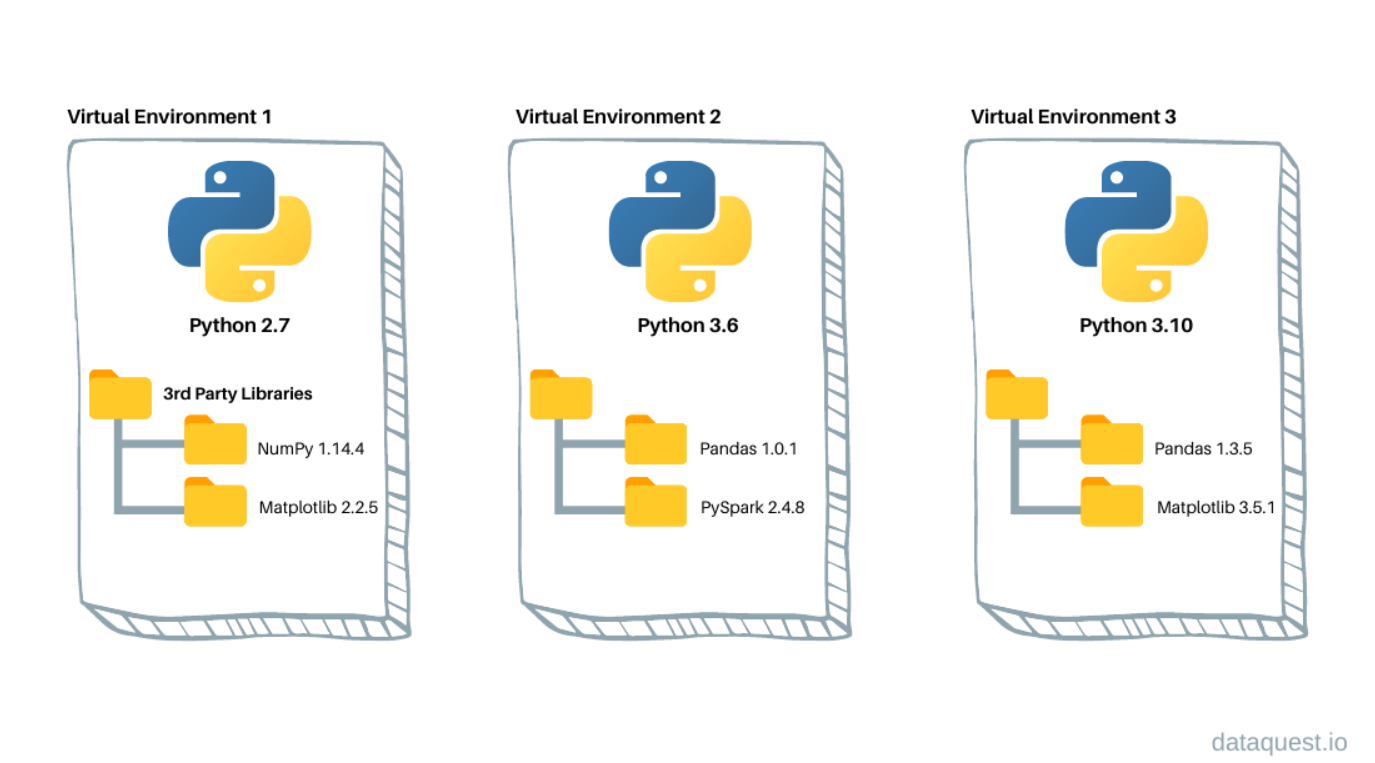 Virtual Environment 1
Python 2.7
3rd Party Libraries
NumPy 1.14.4
Matplotlib 2.2.5
Virtual Environment 2
Python 3.6
Pandas 1.0.1
PySpark 2.4.8
Virtual Environment 3
Python 3.10
Pandas 1.3.5
Matplotlib 3.5.1
dataquest.io